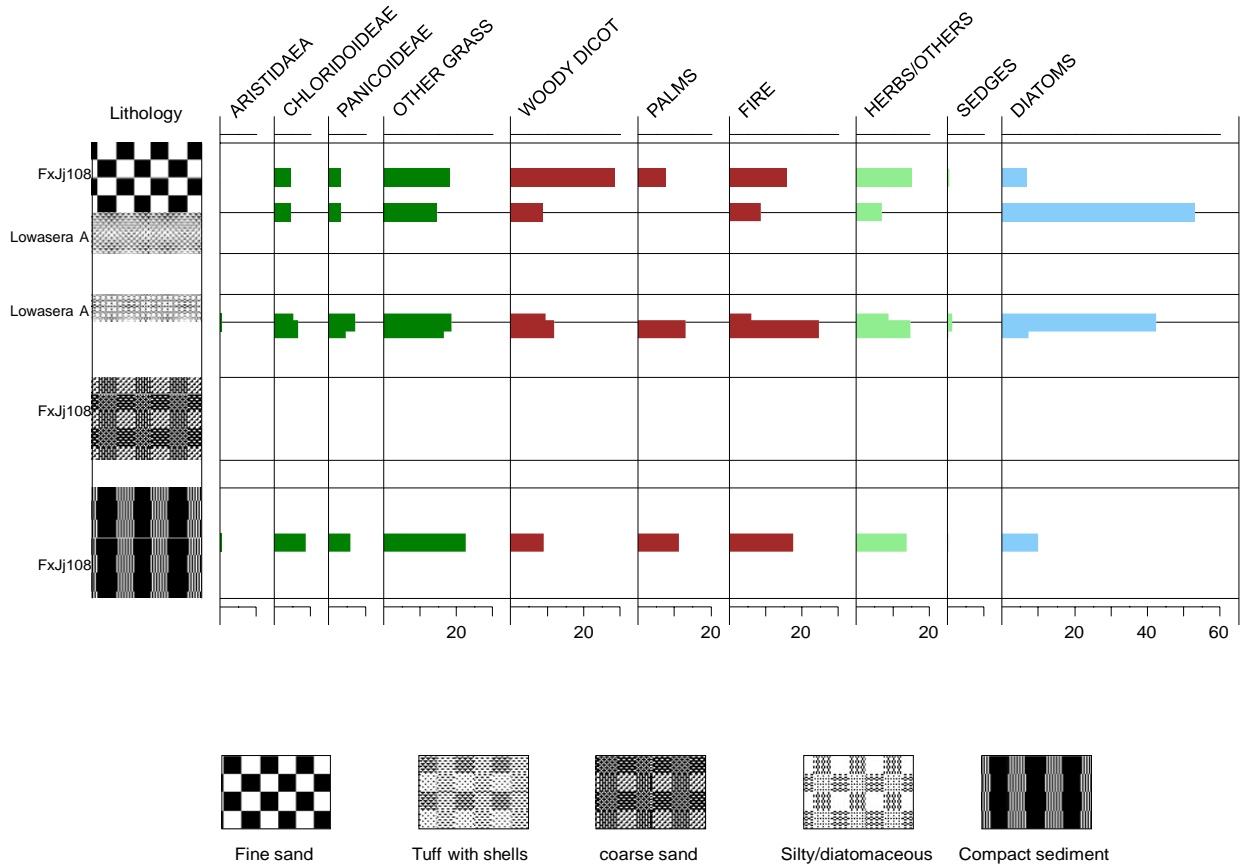 ARISTIDAEA
CHLORIDOIDEAE
PANICOIDEAE
OTHER GRASS
WOODY DICOT
PALMS
FIRE
HERBS/OTHERS
SEDGES
DIATOMS
Lithology
FxJj108
Lowasera A
Lowasera A
FxJj108
FxJj108
20 20 20 20 20 20 40 60
Fine sand Tuff with shells coarse sand Silty/diatomaceous Compact sediment